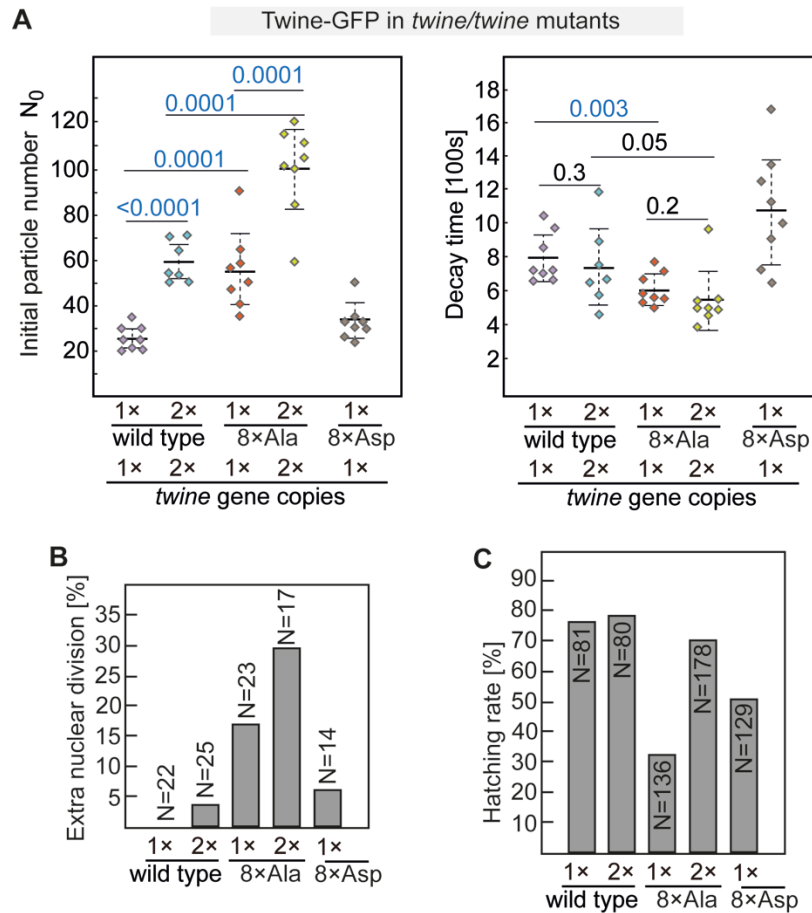 A
Twine-GFP in twine/twine mutants
Initial particle number N0
120
100
80
60
40
20
0.0001
0.0001
0.0001
<0.0001
1× 2× 1× 2× 1×
wild type 8×Ala 8×Asp
1× 2× 1× 2× 1×
twine gene copies
Decay time [100s]
18
16
14
12
10
8
6
4
2
0.003
0.05
0.3
0.2
1× 2× 1× 2× 1×
wild type 8×Ala 8×Asp
1× 2× 1× 2× 1×
twine gene copies
B
Extra nuclear division [%]
35
30
25
20
15
10
5
N=22
N=25
N=23
N=17
N=14
1× 2× 1× 2× 1×
wild type 8×Ala 8×Asp
C
Hatching rate [%]
90
80
70
60
50
40
30
20
10
N=81
N=80
N=136
N=178
N=129
1× 2× 1× 2× 1×
wild type 8×Ala 8×Asp